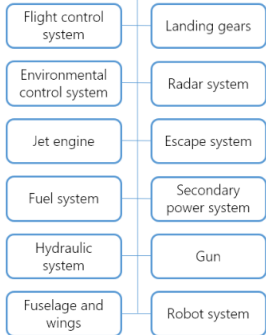 Flight control
system
Landing gears
Environmental
control system
Radar system
Jet engine
Escape system
Fuel system
Secondary
power system
Hydraulic
system
Gun
Fuselage and
wings
Robot system